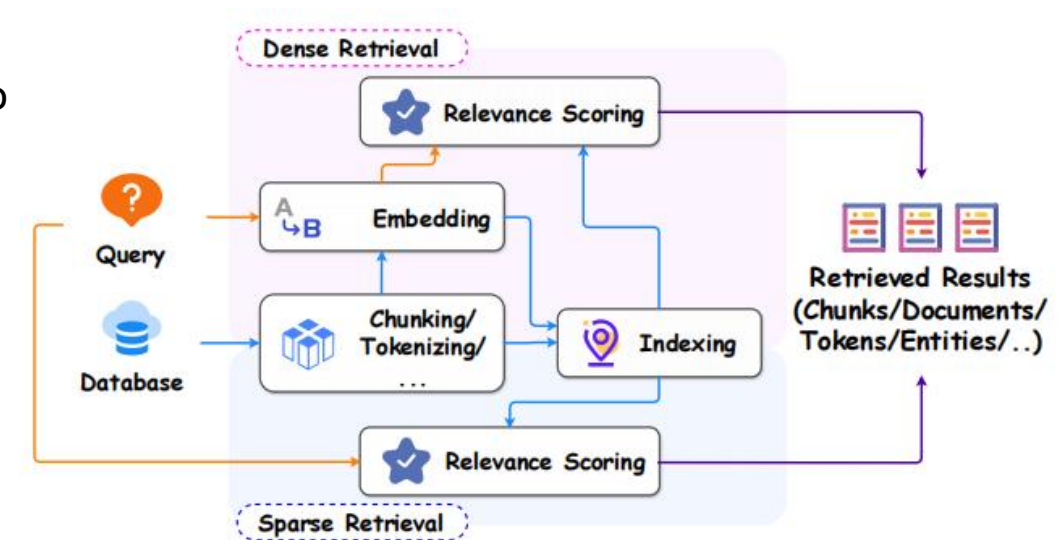 Dense Retrieval
Relevance Scoring
?
A
B
Embedding
Query
Chunking/
Tokenizing/
...
Indexing
Database
Retrieved Results
(Chunks/Documents/
Tokens/Entities/..)
Relevance Scoring
Sparse Retrieval